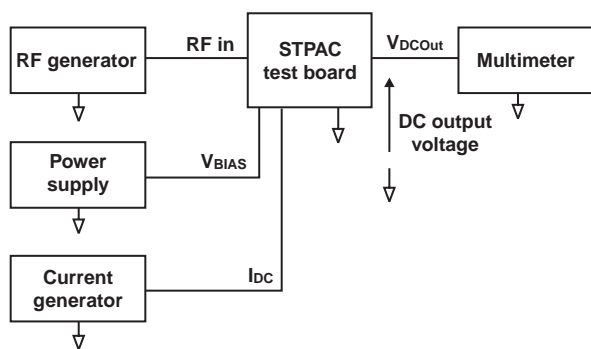 RF generator
RF in
STPAC
test board
VDCOut
Multimeter
DC output
voltage
Power
supply
VBIAS
Current
generator
IDC